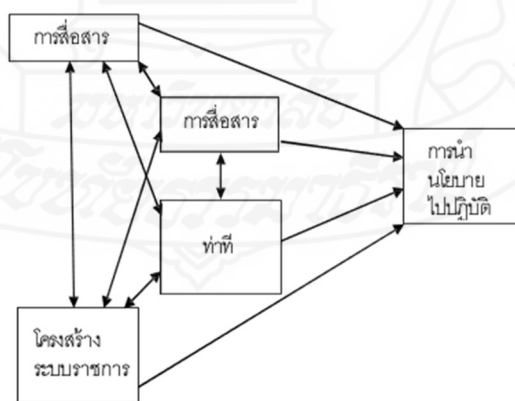 การสื่อสาร
การสื่อสาร
การนำ
นโยบาย
ไปปฏิบัติ
ท่าที
โครงสร้าง
ระบบราชการ